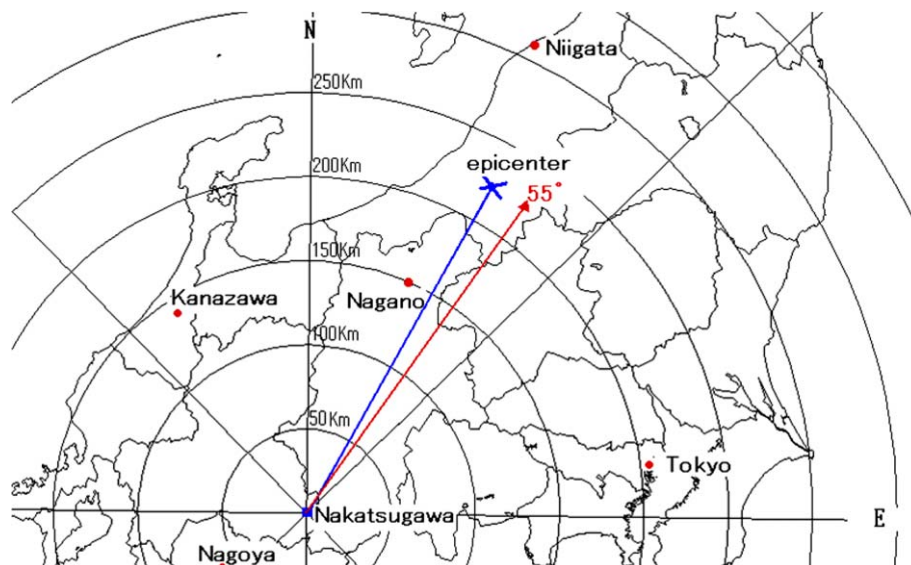 N
Niigata
250Km
epicenter
200Km
55°
150Km
Kanazawa
Nagano
100Km
50Km
Tokyo
Nakatsugawa
E
Nagoya